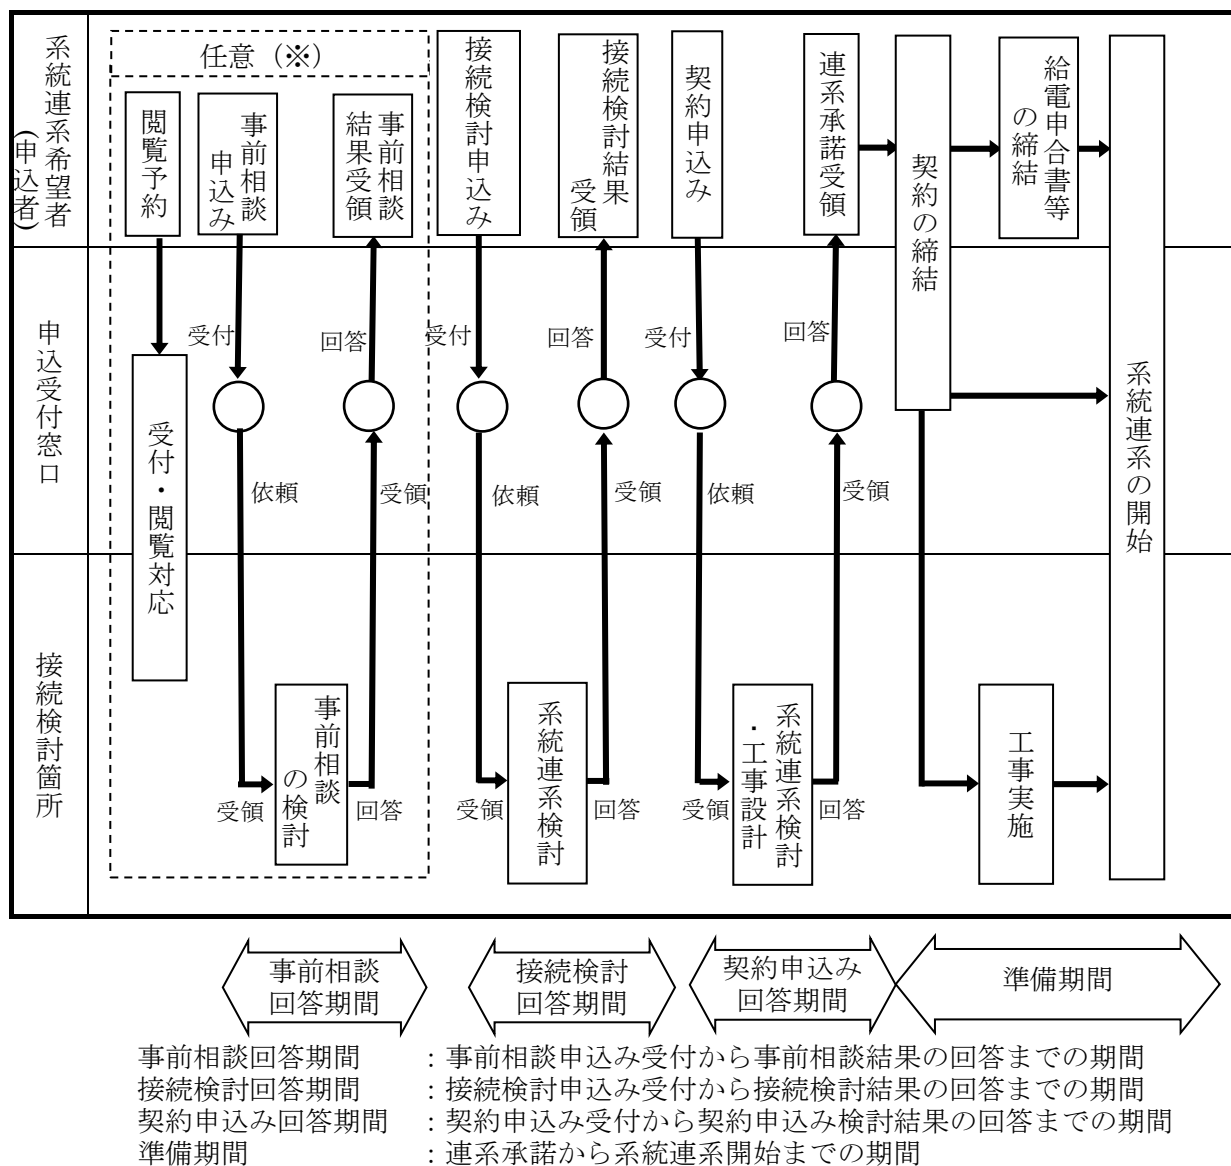 系統連系希望者
(申込者)
任意（※）
閲覧予約
事前相談
申込み
事前相談
結果受領
接続検討申込み
接続検討結果
受領
契約申込み
連系承諾受領
契約の締結
給電申合書等
の締結
系統連系の開始
申込受付窓口
受付
回答
受付
回答
受付
回答
受付・閲覧対応
依頼
受領
依頼
受領
依頼
受領
接続検討箇所
事前相談
の検討
受領
回答
系統連系検討
受領
回答
系統連系検討
・工事設計
受領
回答
工事実施
事前相談
回答期間
接続検討
回答期間
契約申込み
回答期間
準備期間
事前相談回答期間　：事前相談申込み受付から事前相談結果の回答までの期間
接続検討回答期間　：接続検討申込み受付から接続検討結果の回答までの期間
契約申込み回答期間　：契約申込み受付から契約申込み検討結果の回答までの期間
準備期間　：連系承諾から系統連系開始までの期間